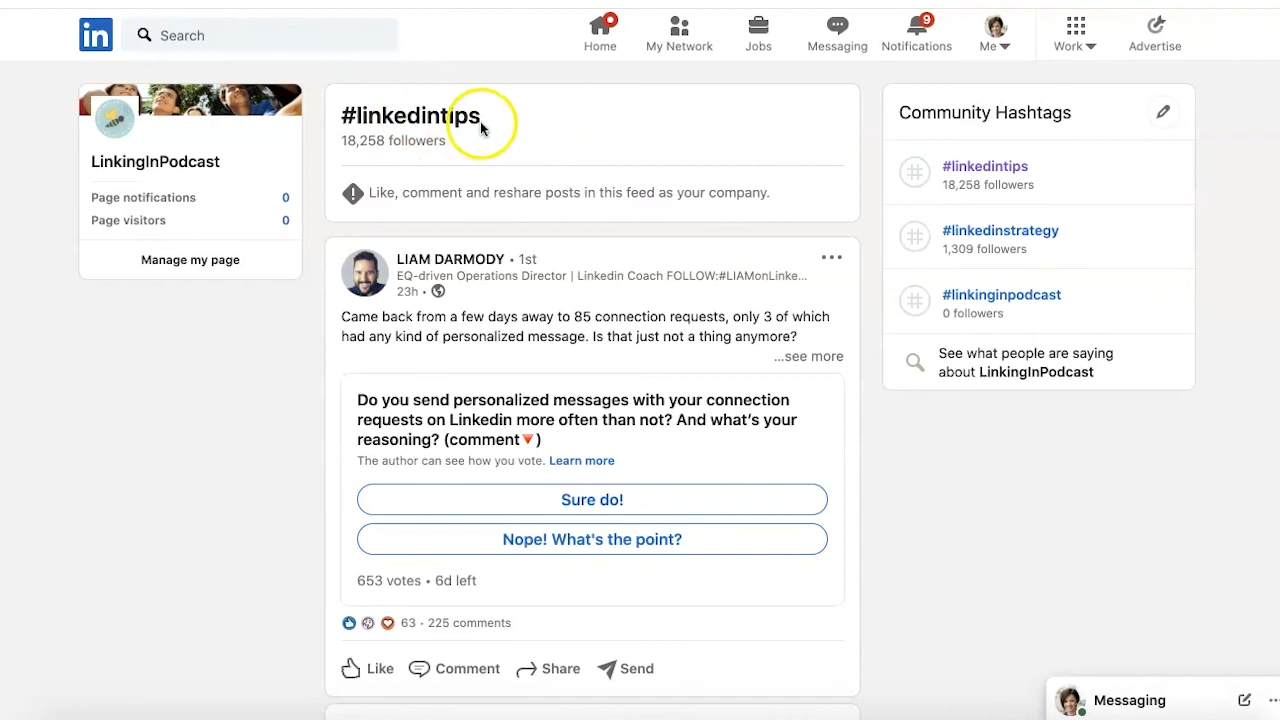 in
Search
Home
My Network
Jobs
Messaging
9
Notifications
Me
Work
Advertise
LinkingInPodcast
Page notifications 0
Page visitors 0
Manage my page
#linkedintips
18,258 followers
Like, comment and reshare posts in this feed as your company.
LIAM DARMODY • 1st
EQ-driven Operations Director | Linkedin Coach FOLLOW:#LIAMonLinke...
23h •
Came back from a few days away to 85 connection requests, only 3 of which
had any kind of personalized message. Is that just not a thing anymore?
...see more
Do you send personalized messages with your connection
requests on Linkedin more often than not? And what's your
reasoning? (comment🔻)
The author can see how you vote. Learn more
Sure do!
Nope! What's the point?
653 votes • 6d left
63 · 225 comments
Like
Comment
Share
Send
Community Hashtags
#linkedintips
18,258 followers
#linkedinstrategy
1,309 followers
#linkinginpodcast
0 followers
See what people are saying
about LinkingInPodcast
Messaging